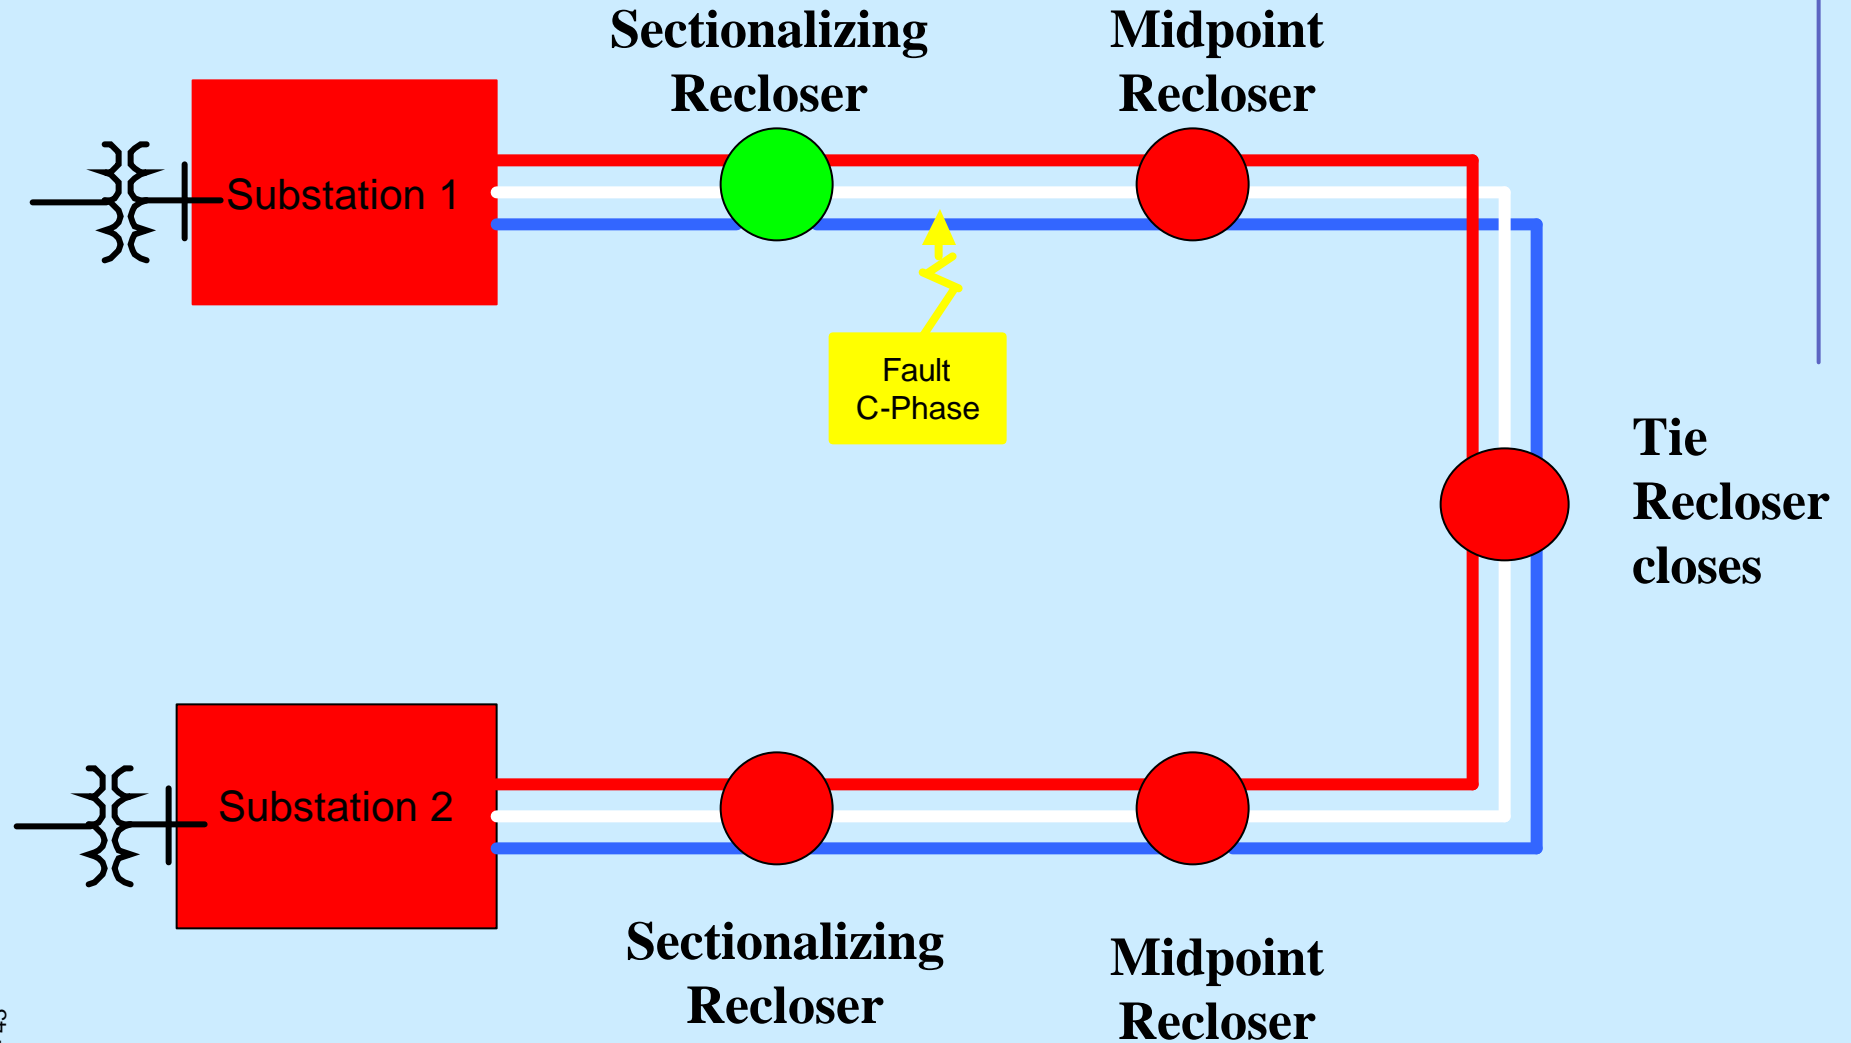 Sectionalizing
Recloser
Midpoint
Recloser
Substation 1
Fault
C-Phase
Tie
Recloser
closes
Substation 2
Sectionalizing
Recloser
Midpoint
Recloser